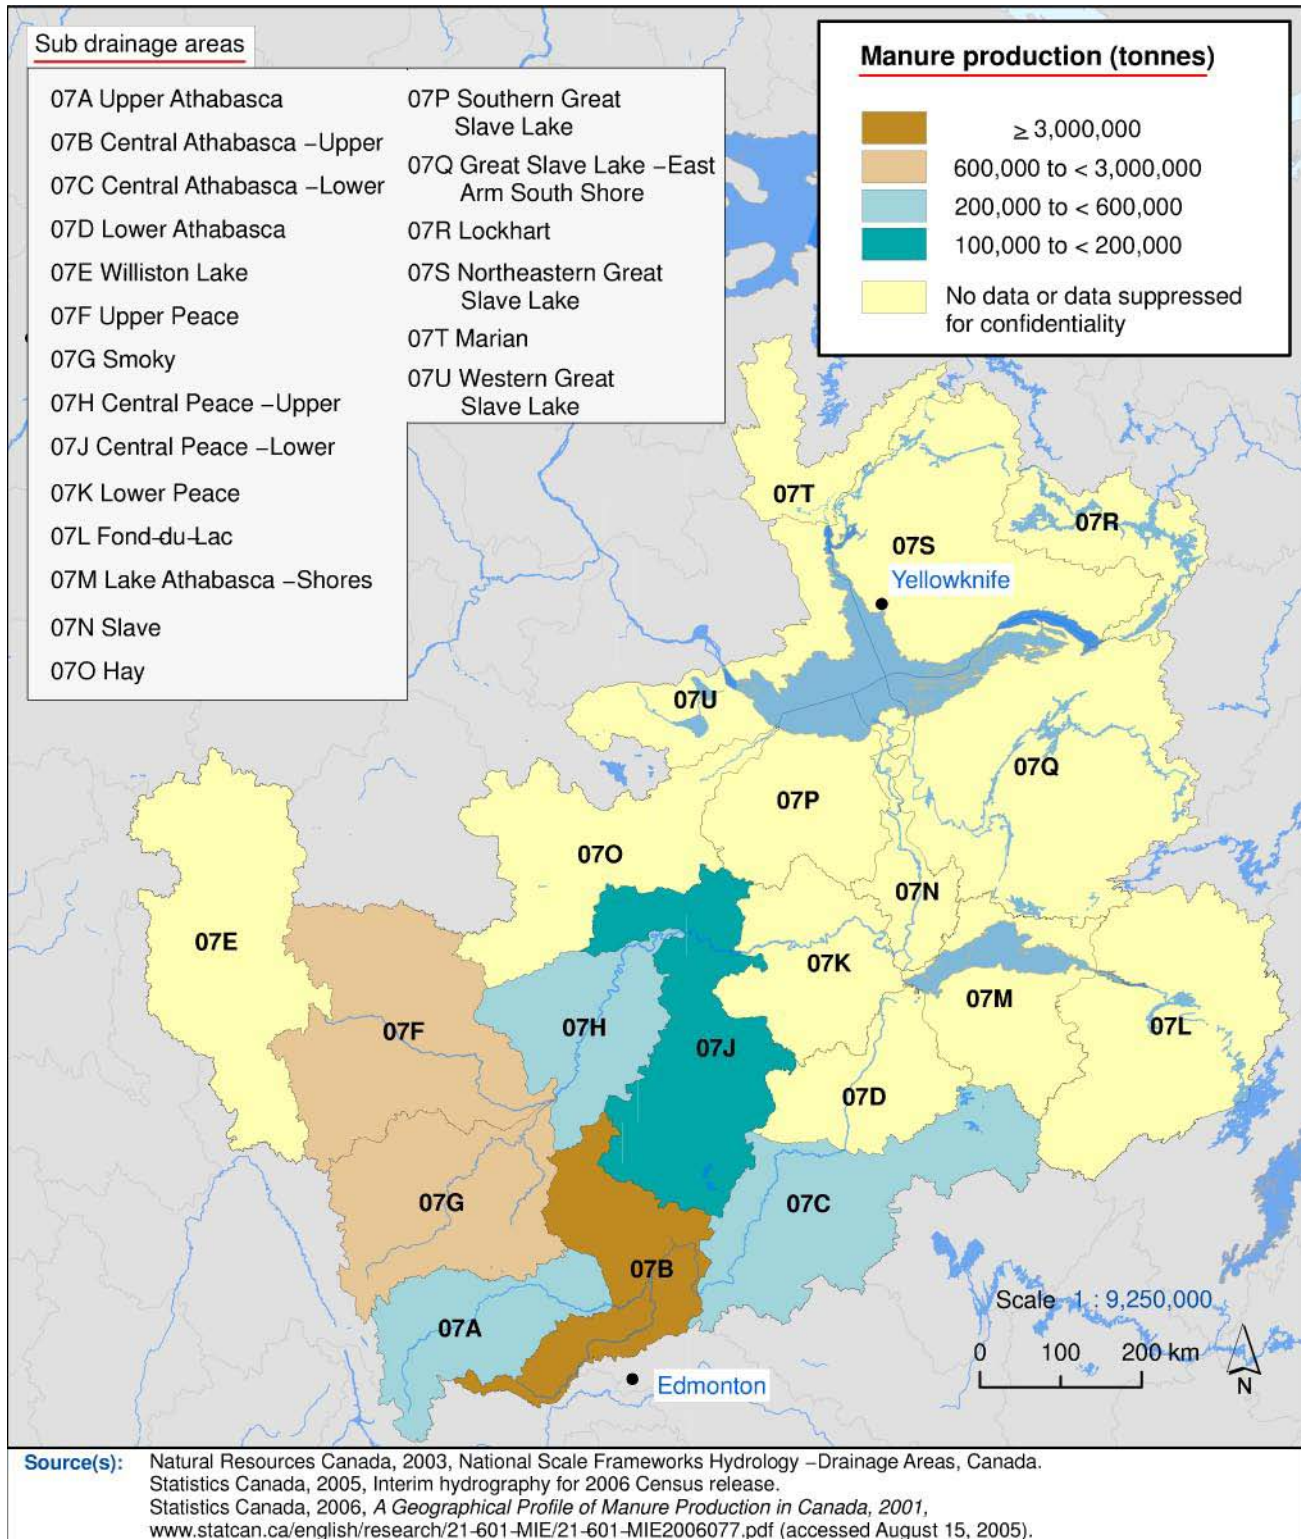 Sub drainage areas
07A Upper Athabasca
07B Central Athabasca –Upper
07C Central Athabasca –Lower
07D Lower Athabasca
07E Williston Lake
07F Upper Peace
07G Smoky
07H Central Peace –Upper
07J Central Peace –Lower
07K Lower Peace
07L Fond-du-Lac
07M Lake Athabasca –Shores
07N Slave
07O Hay
07P Southern Great
Slave Lake
07Q Great Slave Lake –East
Arm South Shore
07R Lockhart
07S Northeastern Great
Slave Lake
07T Marian
07U Western Great
Slave Lake
Manure production (tonnes)
≥ 3,000,000
600,000 to < 3,000,000
200,000 to < 600,000
100,000 to < 200,000
No data or data suppressed
for confidentiality
07T
07R
07S
Yellowknife
07U
07Q
07P
07O
07N
07E
07K
07M
07L
07F
07H
07J
07D
07G
07C
07B
07A
Scale 1 : 9,250,000
0 100 200 km
N
Edmonton
Source(s): Natural Resources Canada, 2003, National Scale Frameworks Hydrology –Drainage Areas, Canada.
Statistics Canada, 2005, Interim hydrography for 2006 Census release.
Statistics Canada, 2006, A Geographical Profile of Manure Production in Canada, 2001,
www.statcan.ca/english/research/21-601-MIE/21-601-MIE2006077.pdf (accessed August 15, 2005).